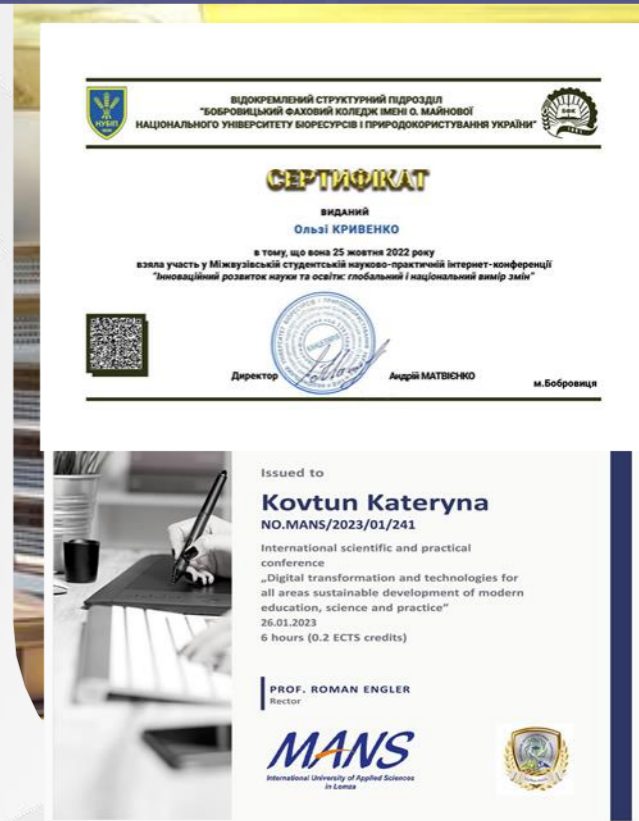 НУБІП
ВІДОКРЕМЛЕНИЙ СТРУКТУРНИЙ ПІДРОЗДІЛ
"БОБРОВИЦЬКИЙ ФАХОВИЙ КОЛЕДЖ ІМЕНІ О. МАЙНОВОЇ
НАЦІОНАЛЬНОГО УНІВЕРСИТЕТУ БІОРЕСУРСІВ І ПРИРОДОКОРИСТУВАННЯ УКРАЇНИ"
БФК
СЕРТИФІКАТ
ВИДАНИЙ
Ользі КРИВЕНКО
в тому, що вона 25 жовтня 2022 року
взяла участь у Міжвузівській студентській науково-практичній інтернет-конференції
"Інноваційний розвиток науки та освіти: глобальний і національний вимір змін"
Директор
Андрій МАТВІЄНКО
м.Бобровиця
Issued to
Kovtun Kateryna
NO.MANS/2023/01/241
International scientific and practical
conference
„Digital transformation and technologies for
all areas sustainable development of modern
education, science and practice"
26.01.2023
6 hours (0.2 ECTS credits)
PROF. ROMAN ENGLER
Rector
MANS
International University of Applied Sciences
in Lomza